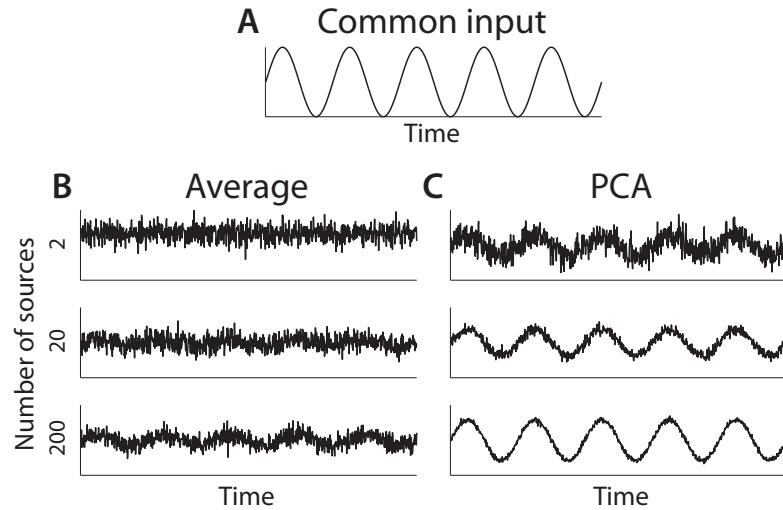 A Common input
Time
B Average
C PCA
Number of sources
2
20
200
Time
Time